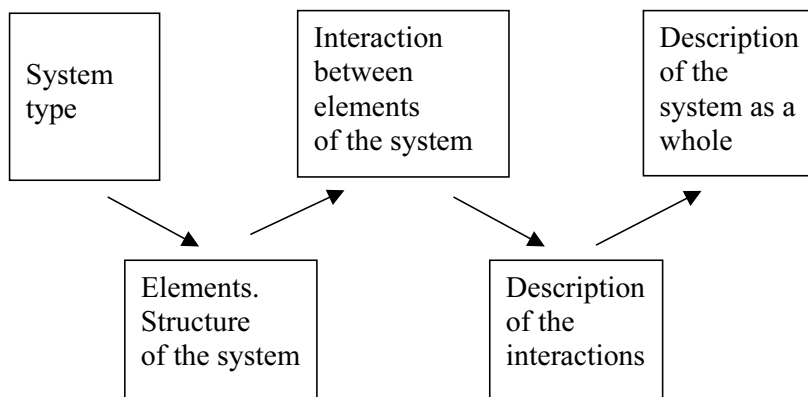 System
type
Elements.
Structure
of the system
Interaction
between
elements
of the system
Description
of the
interactions
Description
of the
system as a
whole